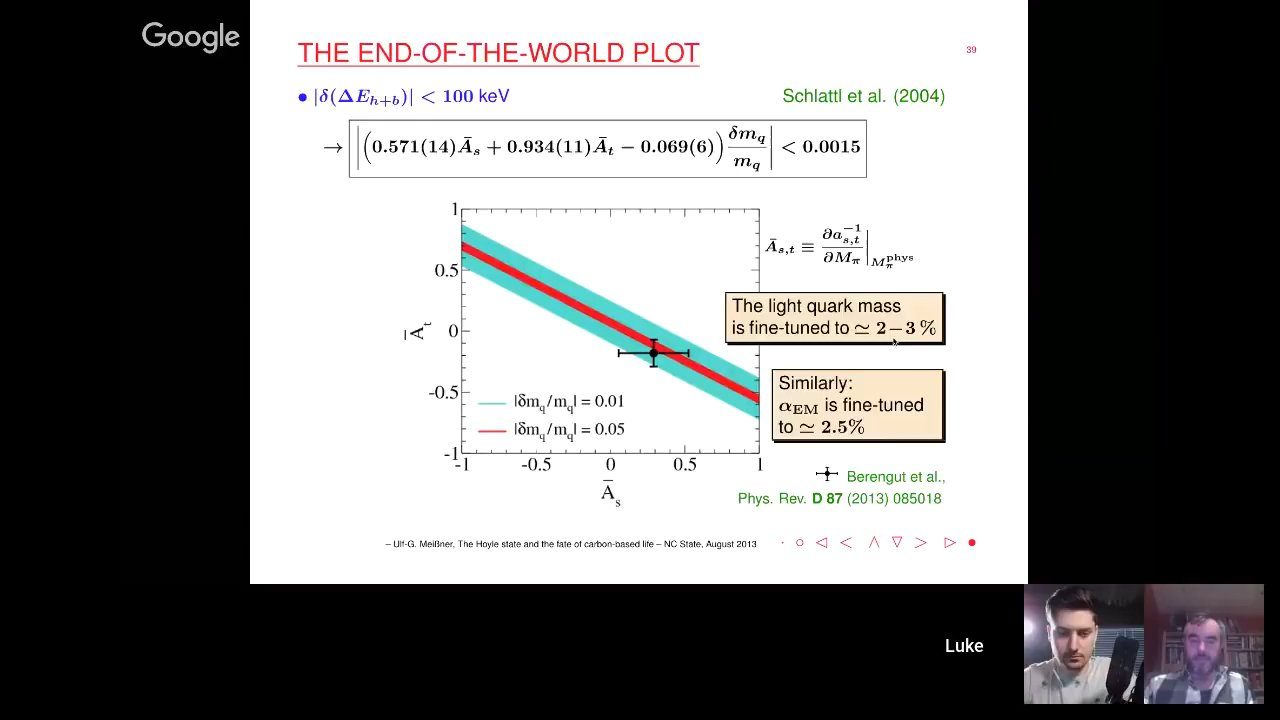 Google
THE END-OF-THE-WORLD PLOT
39
• |δ(ΔE_{h+b})| < 100 keV
Schlattl et al. (2004)
→ |(0.571(14)Ā_s + 0.934(11)Ā_t − 0.069(6)) δm_q/m_q| < 0.0015
Ā_{s,t} ≡ ∂a^{-1}_{s,t}/∂M_π |_{M_π^{phys}}
1
0.5
0
-0.5
-1
Ā_t
-1 -0.5 0 0.5 1
Ā_s
|δm_q/m_q| = 0.01
|δm_q/m_q| = 0.05
The light quark mass
is fine-tuned to ≃ 2−3 %
Similarly:
α_EM is fine-tuned
to ≃ 2.5%
Berengut et al.,
Phys. Rev. D 87 (2013) 085018
– Ulf-G. Meißner, The Hoyle state and the fate of carbon-based life – NC State, August 2013
Luke